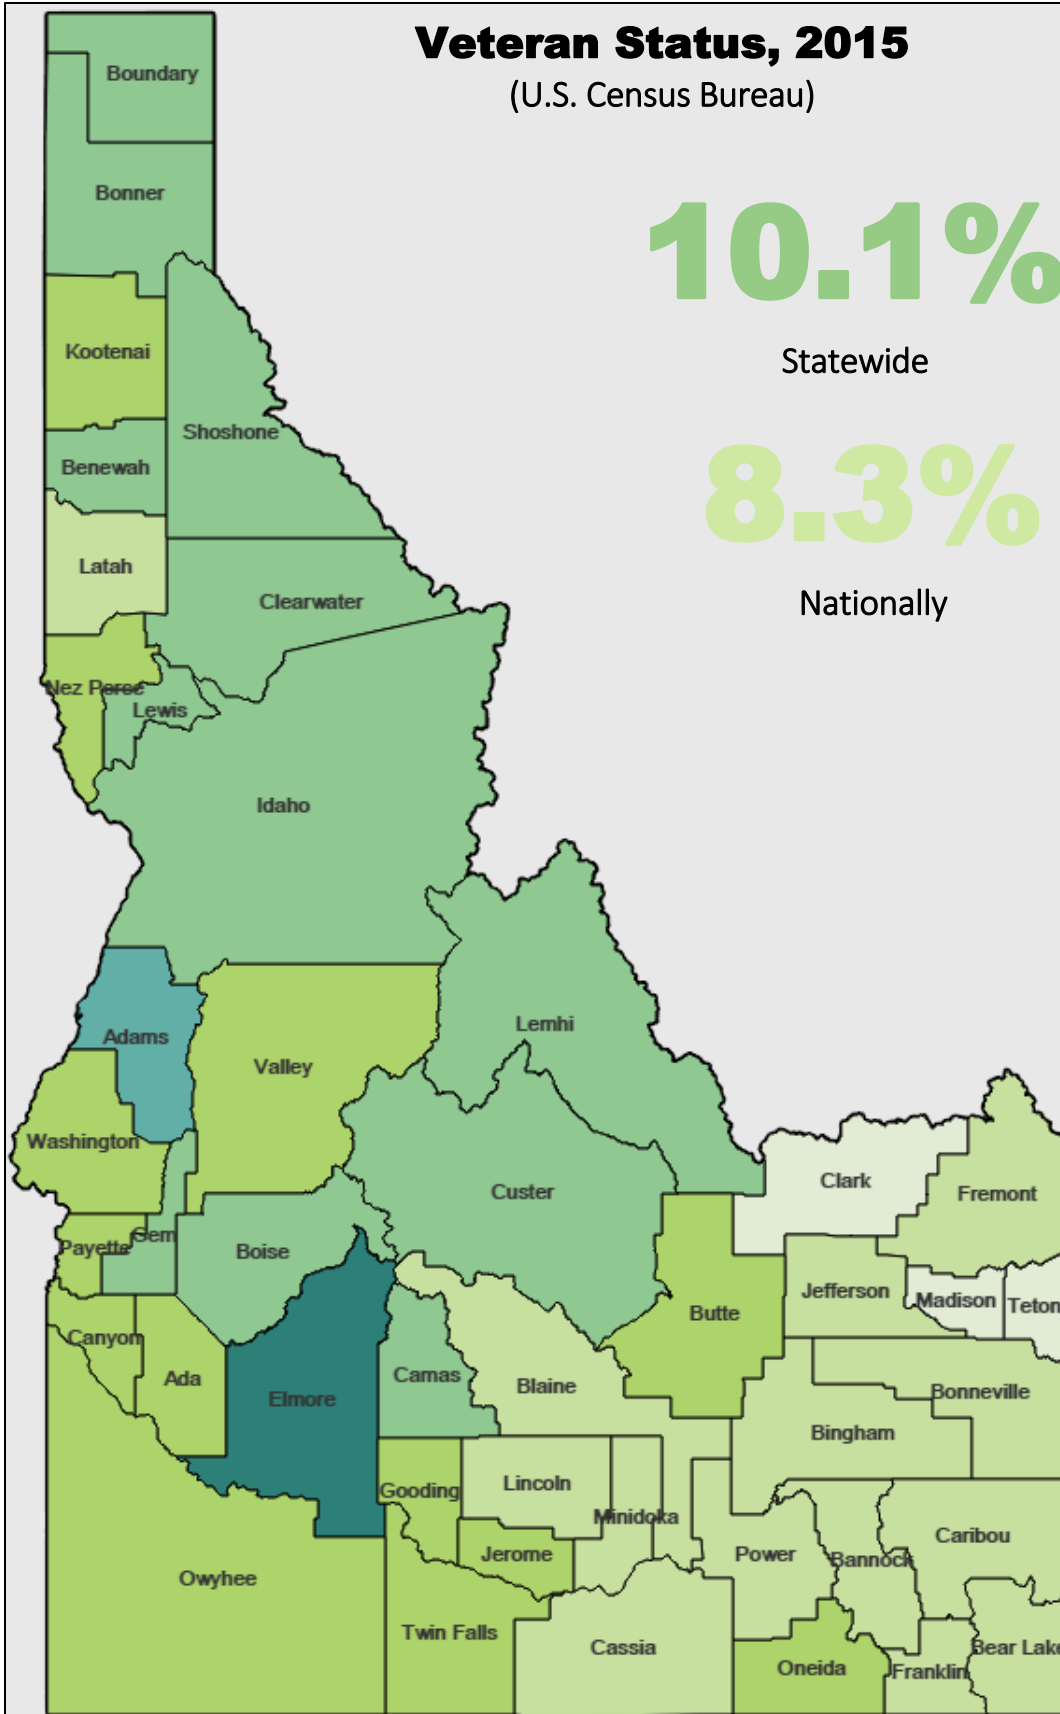 Veteran Status, 2015
(U.S. Census Bureau)
10.1%
Statewide
8.3%
Nationally
Boundary
Bonner
Kootenai
Shoshone
Benewah
Latah
Clearwater
Nez Perce
Lewis
Idaho
Lemhi
Adams
Valley
Washington
Custer
Clark
Fremont
Payette
Gem
Boise
Jefferson
Madison
Teton
Butte
Canyon
Ada
Elmore
Camas
Blaine
Bonneville
Bingham
Gooding
Lincoln
Minidoka
Caribou
Jerome
Power
Bannock
Owyhee
Twin Falls
Cassia
Oneida
Franklin
Bear Lake